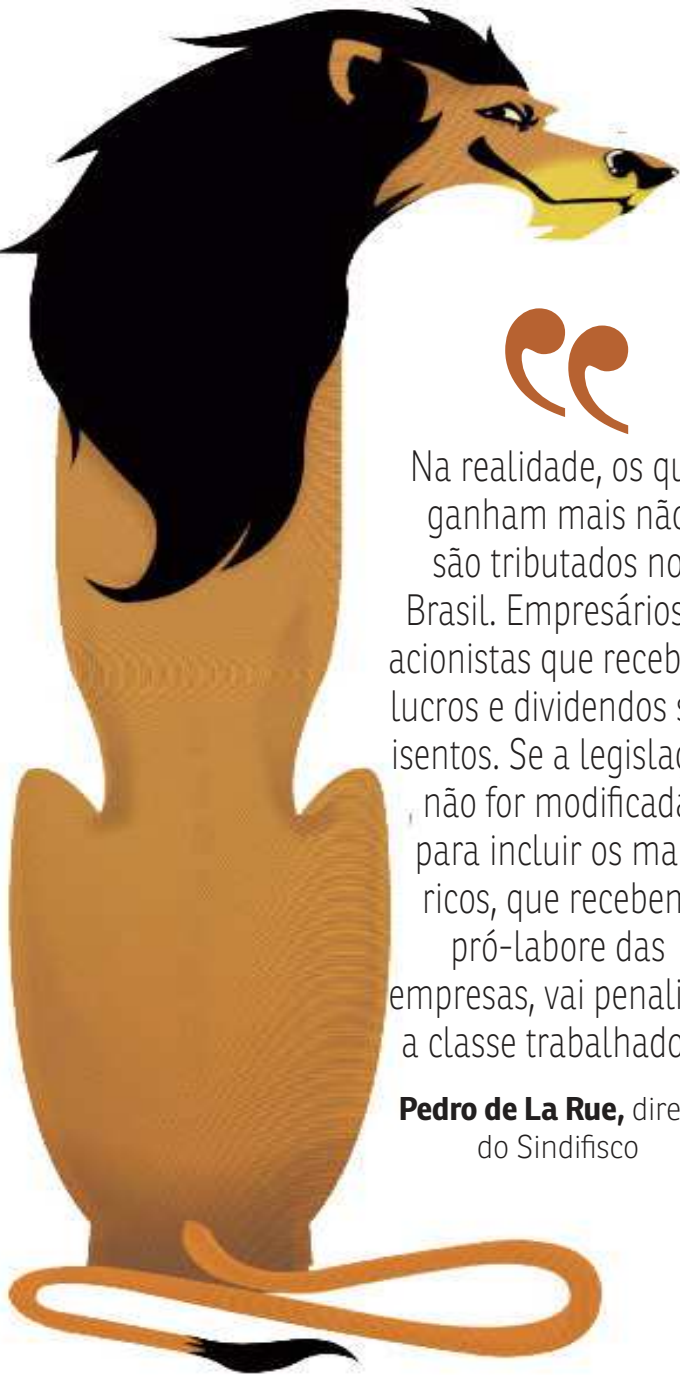 “
Na realidade, os qu
ganham mais não
são tributados no
Brasil. Empresários
acionistas que receb
lucros e dividendos s
isentos. Se a legislaç
não for modificada
para incluir os ma
ricos, que recebem
pró-labore das
empresas, vai penali
a classe trabalhado
Pedro de La Rue, dire
do Sindifisco